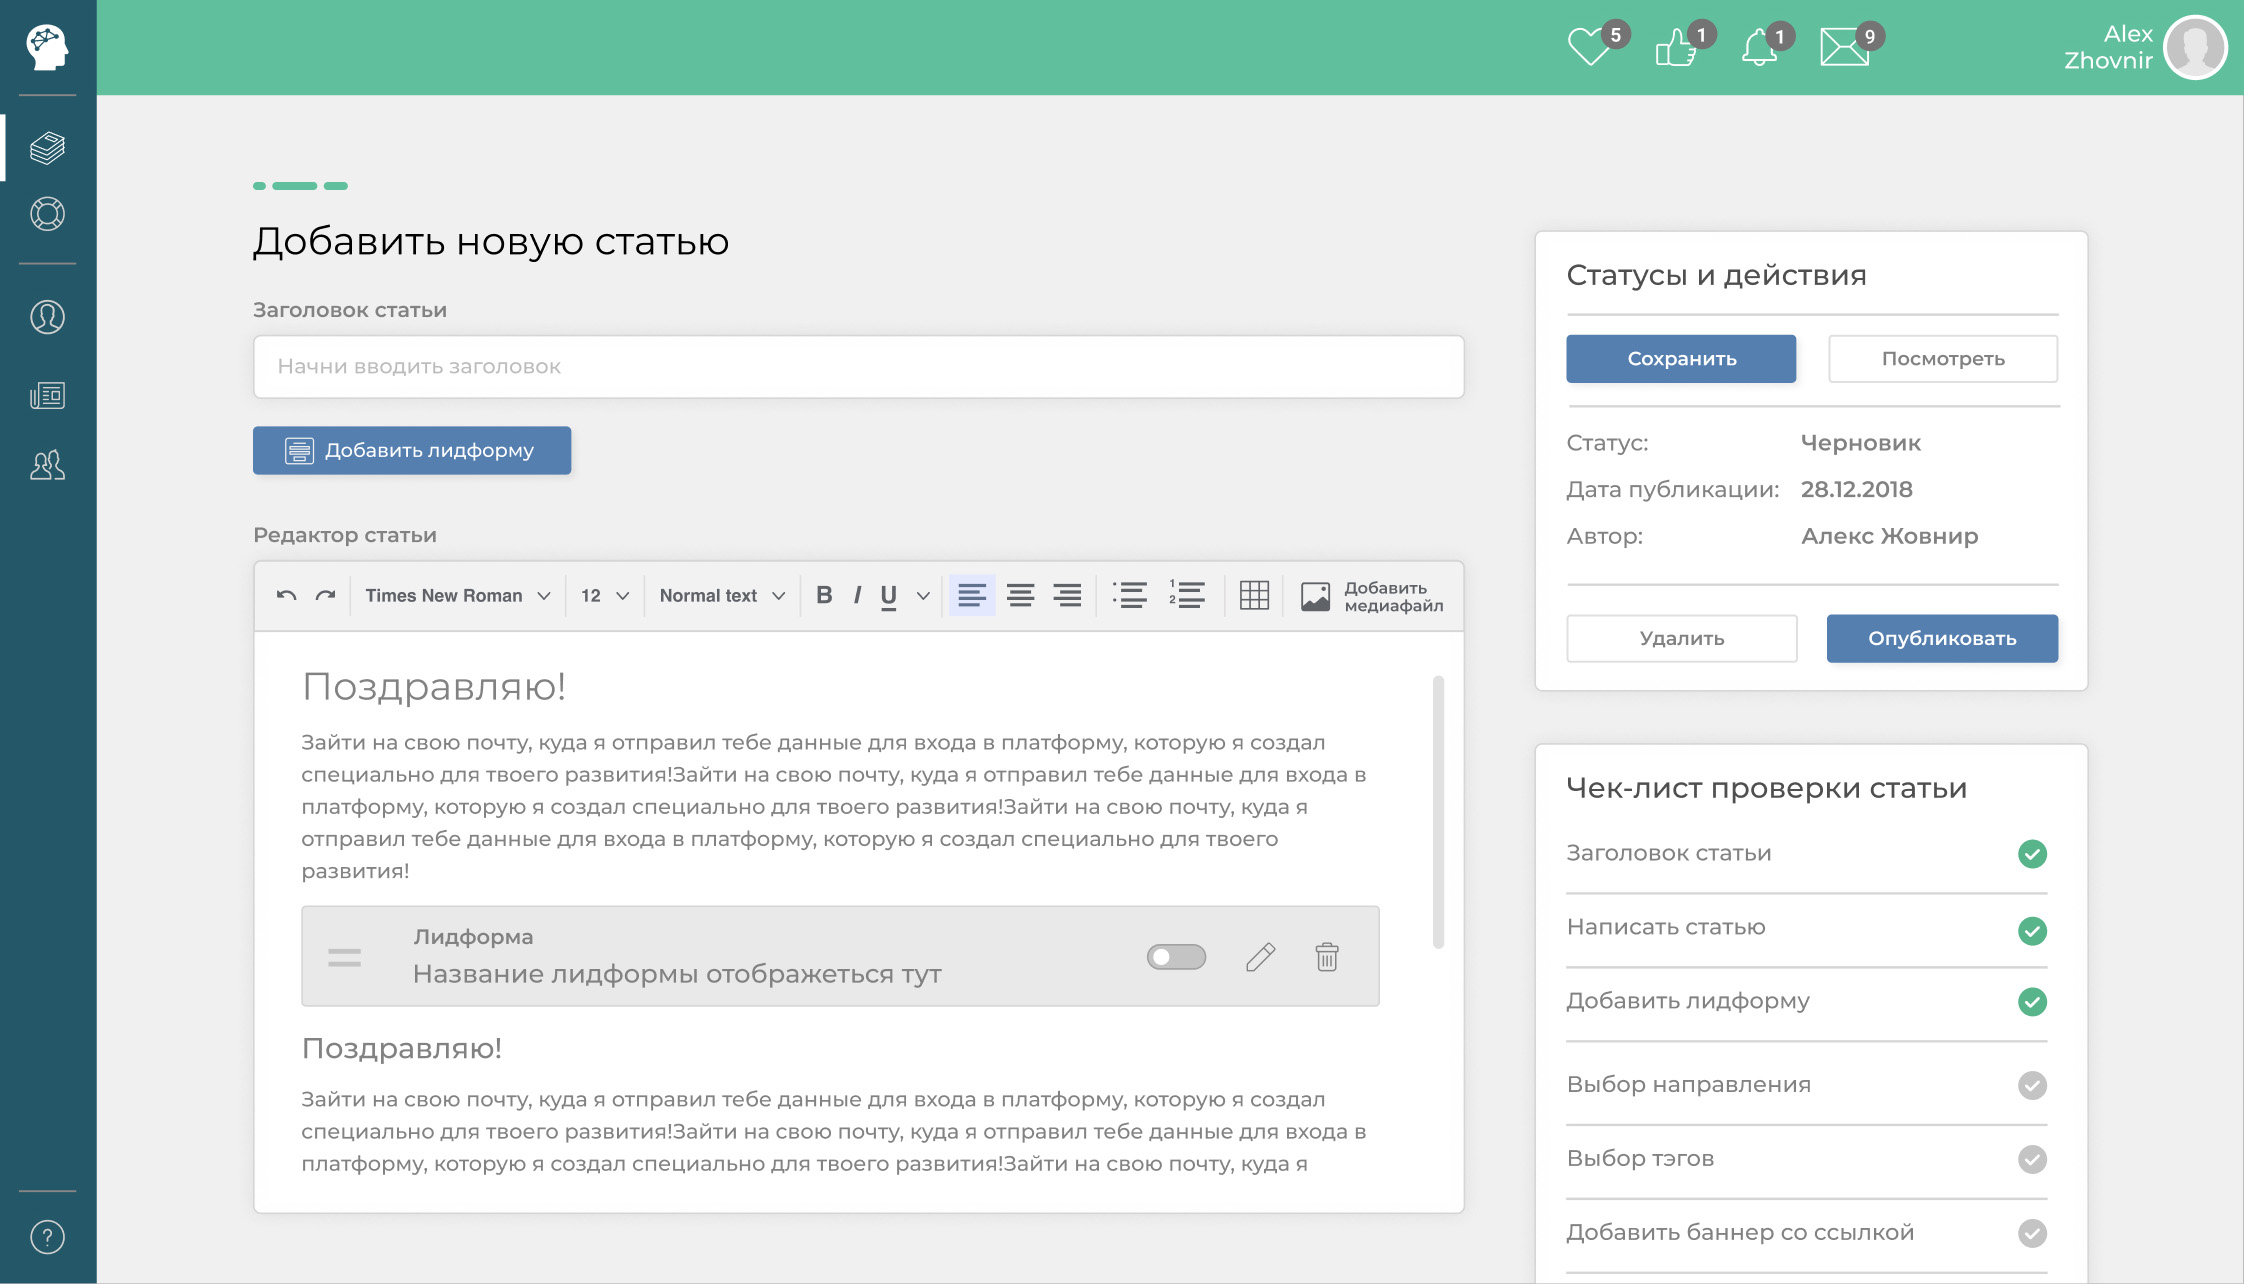 5
1
1
9
Alex
Zhovnir
Добавить новую статью
Заголовок статьи
Начни вводить заголовок
Добавить лидформу
Редактор статьи
Times New Roman
12
Normal text
B I U
1
2
Добавить
медиафайл
Поздравляю!
Зайти на свою почту, куда я отправил тебе данные для входа в платформу, которую я создал
специально для твоего развития!Зайти на свою почту, куда я отправил тебе данные для входа в
платформу, которую я создал специально для твоего развития!Зайти на свою почту, куда я
отправил тебе данные для входа в платформу, которую я создал специально для твоего
развития!
Лидформа
Название лидформы отображеться тут
Поздравляю!
Зайти на свою почту, куда я отправил тебе данные для входа в платформу, которую я создал
специально для твоего развития!Зайти на свою почту, куда я отправил тебе данные для входа в
платформу, которую я создал специально для твоего развития!Зайти на свою почту, куда я
Статусы и действия
Сохранить
Посмотреть
Статус: Черновик
Дата публикации: 28.12.2018
Автор: Алекс Жовнир
Удалить
Опубликовать
Чек-лист проверки статьи
Заголовок статьи
Написать статью
Добавить лидформу
Выбор направления
Выбор тэгов
Добавить баннер со ссылкой
?